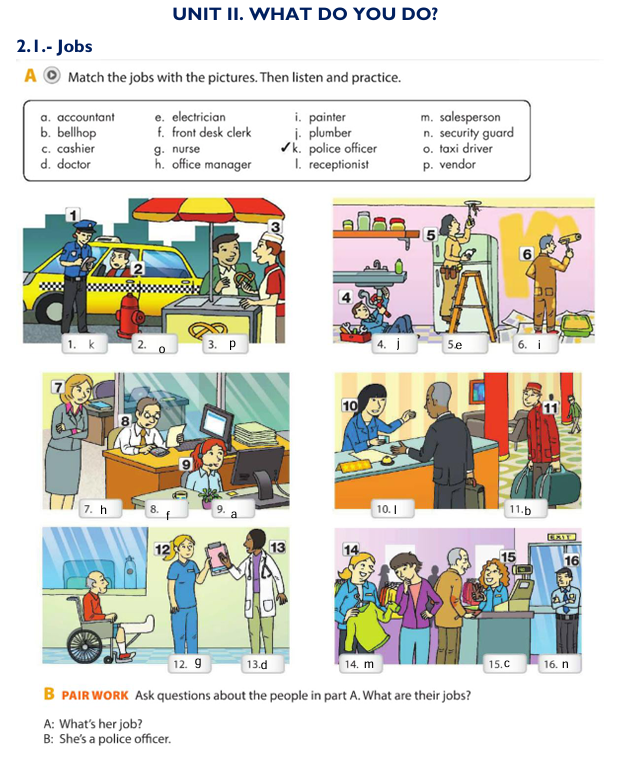 UNIT II. WHAT DO YOU DO?
2.1.- Jobs
A Match the jobs with the pictures. Then listen and practice.
a. accountant e. electrician i. painter m. salesperson
b. bellhop f. front desk clerk j. plumber n. security guard
c. cashier g. nurse ✓k. police officer o. taxi driver
d. doctor h. office manager l. receptionist p. vendor
1 2 3
1. k 2. o 3. p
4 5 6
4. j 5.e 6. i
7 8 9
7. h 8. f 9. a
10 11
10. l 11.b
12 13
12. g 13.d
EXIT
14 15 16
14. m 15.c 16. n
B PAIR WORK Ask questions about the people in part A. What are their jobs?
A: What's her job?
B: She's a police officer.